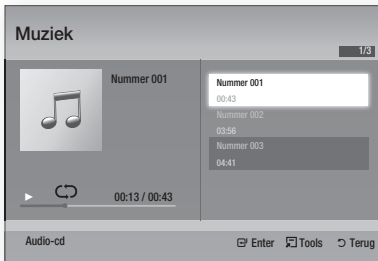 Muziek
1/3
Nummer 001
00:13 / 00:43
Nummer 001
00:43
Nummer 002
03:56
Nummer 003
04:41
Audio-cd
Enter Tools Terug